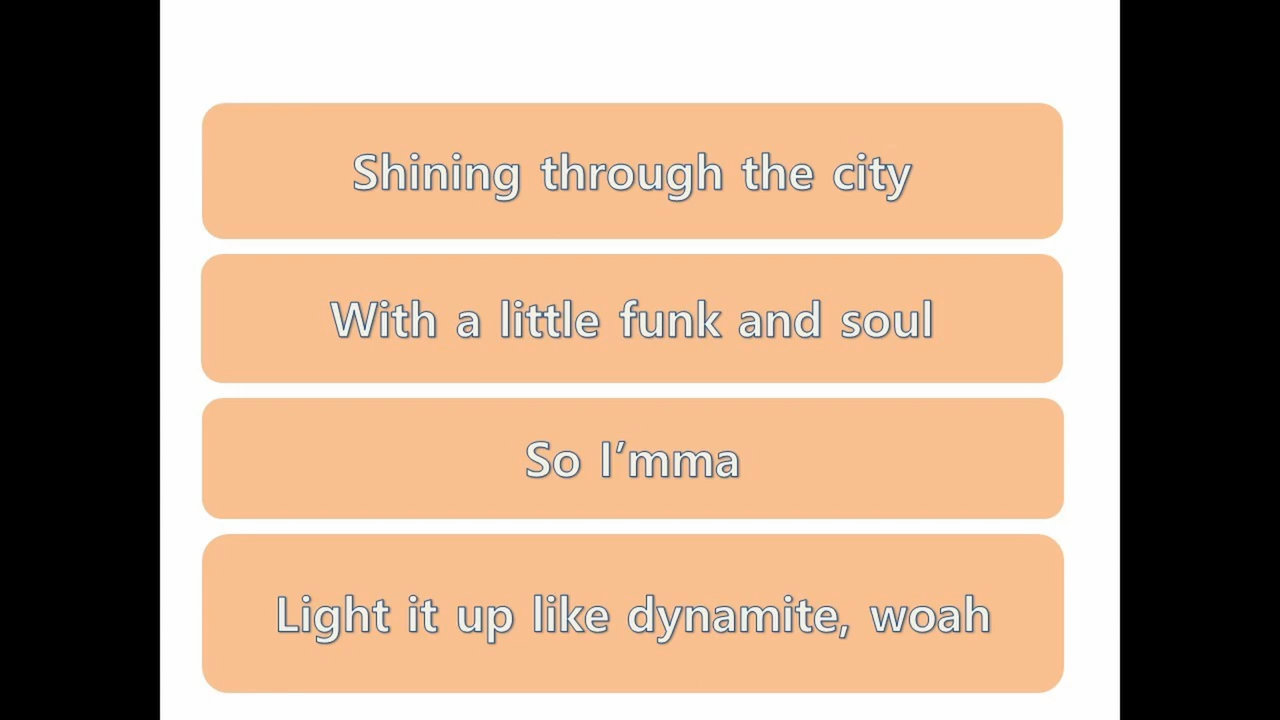 Shining through the city
With a little funk and soul
So I’mma
Light it up like dynamite, woah